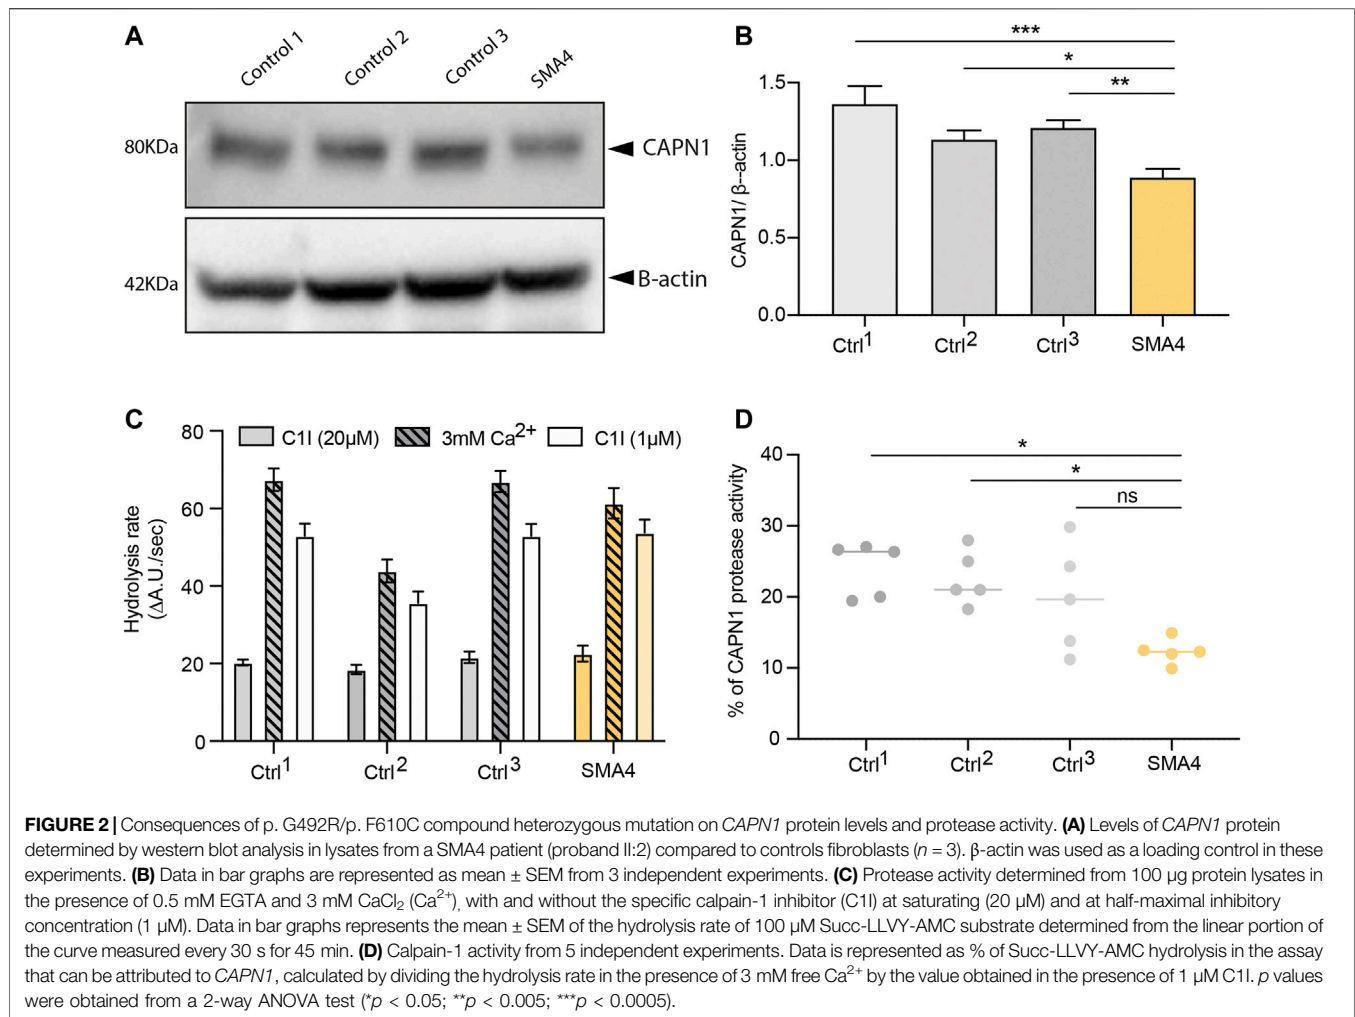 A
Control 1
Control 2
Control 3
SMA4
80KDa
CAPN1
42KDa
B-actin
B
***
*
**
CAPN1/ β--actin
1.5
1.0
0.5
0.0
Ctrl1
Ctrl2
Ctrl3
SMA4
C
C1I (20µM)
3mM Ca2+
C1I (1µM)
Hydrolysis rate
(ΔA.U./sec)
80
60
40
20
0
Ctrl1
Ctrl2
Ctrl3
SMA4
D
*
*
ns
% of CAPN1 protease activity
40
30
20
10
0
Ctrl1
Ctrl2
Ctrl3
SMA4
FIGURE 2 | Consequences of p. G492R/p. F610C compound heterozygous mutation on CAPN1 protein levels and protease activity. (A) Levels of CAPN1 protein
determined by western blot analysis in lysates from a SMA4 patient (proband II:2) compared to controls fibroblasts (n = 3). β-actin was used as a loading control in these
experiments. (B) Data in bar graphs are represented as mean ± SEM from 3 independent experiments. (C) Protease activity determined from 100 µg protein lysates in
the presence of 0.5 mM EGTA and 3 mM CaCl2 (Ca2+), with and without the specific calpain-1 inhibitor (C1I) at saturating (20 µM) and at half-maximal inhibitory
concentration (1 µM). Data in bar graphs represents the mean ± SEM of the hydrolysis rate of 100 µM Succ-LLVY-AMC substrate determined from the linear portion of
the curve measured every 30 s for 45 min. (D) Calpain-1 activity from 5 independent experiments. Data is represented as % of Succ-LLVY-AMC hydrolysis in the assay
that can be attributed to CAPN1, calculated by dividing the hydrolysis rate in the presence of 3 mM free Ca2+ by the value obtained in the presence of 1 µM C1I. p values
were obtained from a 2-way ANOVA test (*p < 0.05; **p < 0.005; ***p < 0.0005).